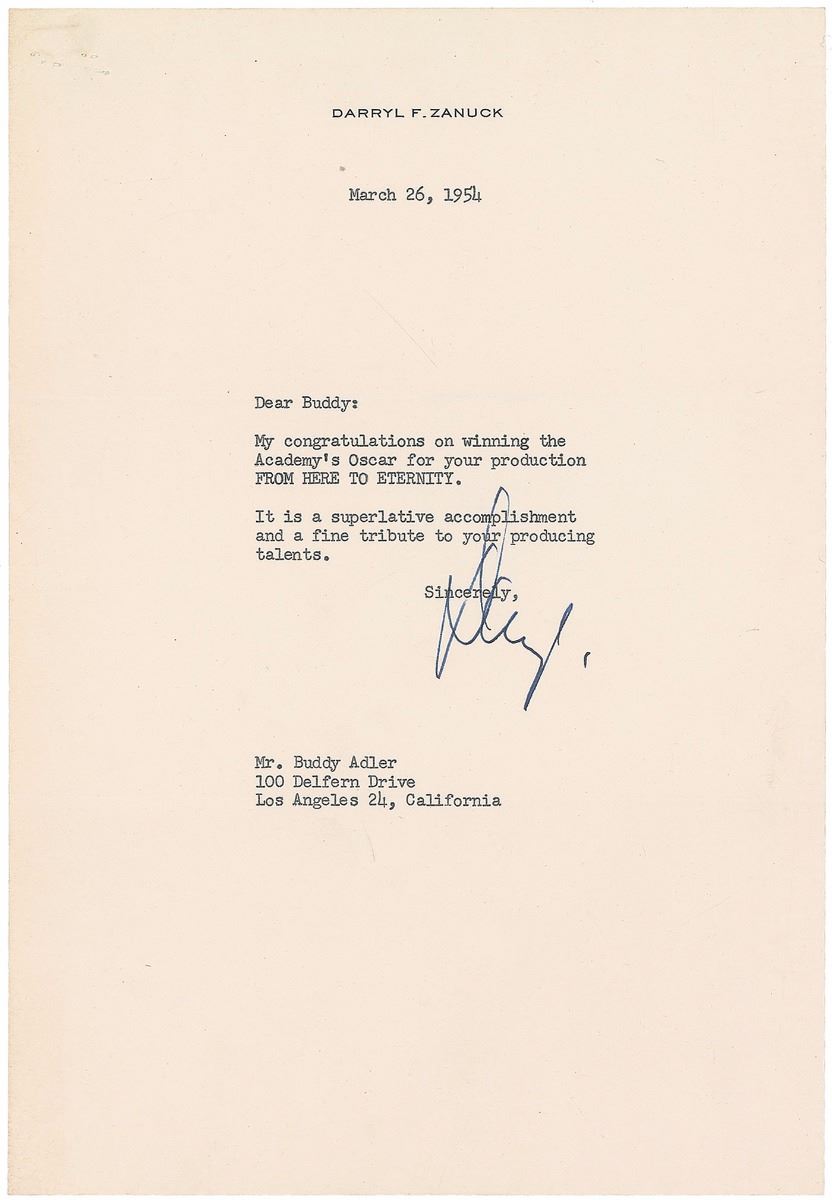 DARRYL F. ZANUCK
March 26, 1954
Dear Buddy:
My congratulations on winning the
Academy's Oscar for your production
FROM HERE TO ETERNITY.
It is a superlative accomplishment
and a fine tribute to your producing
talents.
Sincerely,
Darryl.
Mr. Buddy Adler
100 Delfern Drive
Los Angeles 24, California